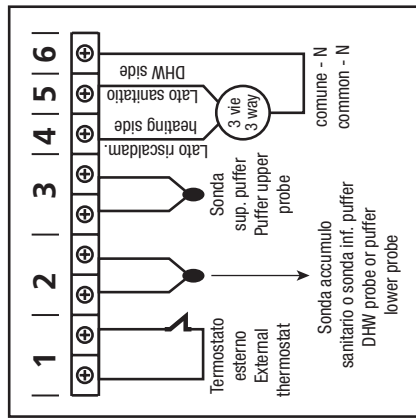 1
2
3
4
5
6
Termostato
esterno
External
thermostat
Sonda accumulo
sanitario o sonda inf. puffer
DHW probe or puffer
lower probe
Sonda
sup. puffer
Puffer upper
probe
Lato riscaldam.
heating side
Lato sanitatio
DHW side
3 vie
3 way
comune - N
common - N